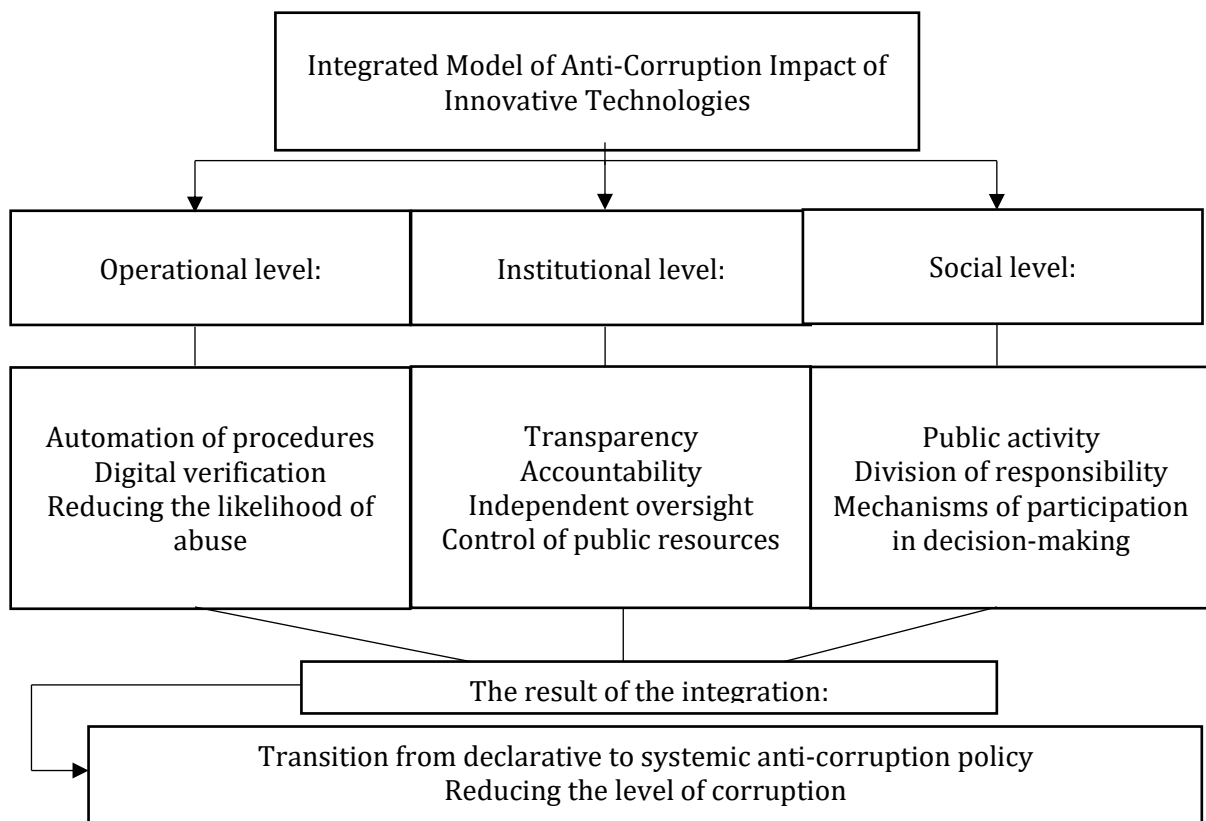 Integrated Model of Anti-Corruption Impact of
Innovative Technologies
Operational level:
Institutional level:
Social level:
Automation of procedures
Digital verification
Reducing the likelihood of
abuse
Transparency
Accountability
Independent oversight
Control of public resources
Public activity
Division of responsibility
Mechanisms of participation
in decision-making
The result of the integration:
Transition from declarative to systemic anti-corruption policy
Reducing the level of corruption